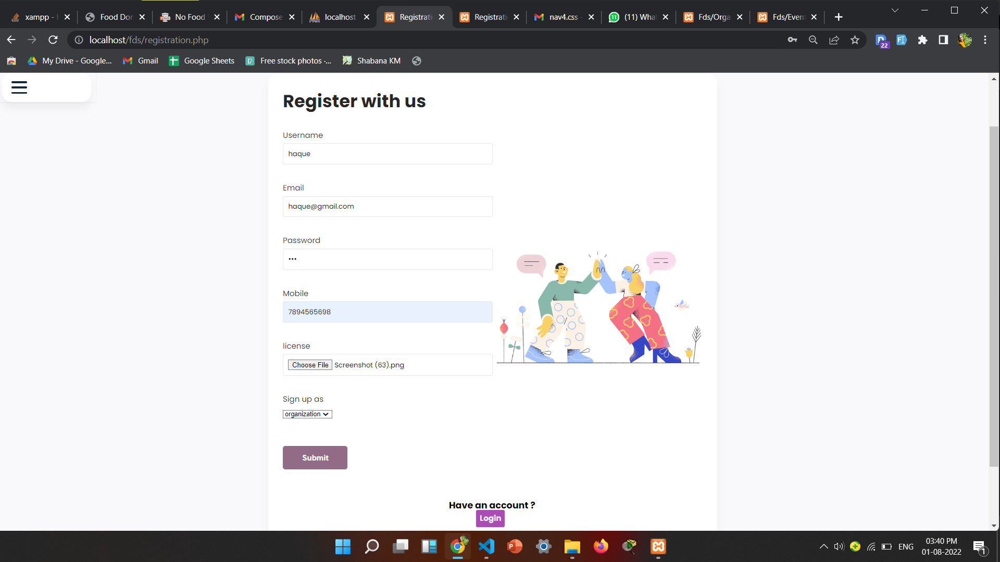 xampp -
Food Don
No Food
Compose
localhost
Registrati
Registrati
nav4.css -
(11) Wha
Fds/Orga
Fds/Even
localhost/fds/registration.php
22
My Drive - Google...
Gmail
Google Sheets
Free stock photos ·...
Shabana KM
Register with us
Username
haque
Email
haque@gmail.com
Password
•••
Mobile
7894565698
license
Choose File Screenshot (63).png
Sign up as
organization
Submit
Have an account ?
Login
ENG
03:40 PM
01-08-2022
1